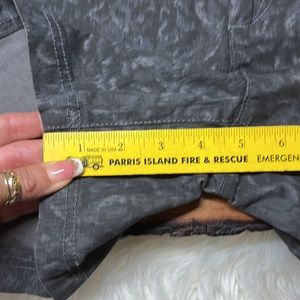 1 2 3 4 5 6
MADE IN USA
PARRIS ISLAND FIRE & RESCUE EMERGEN